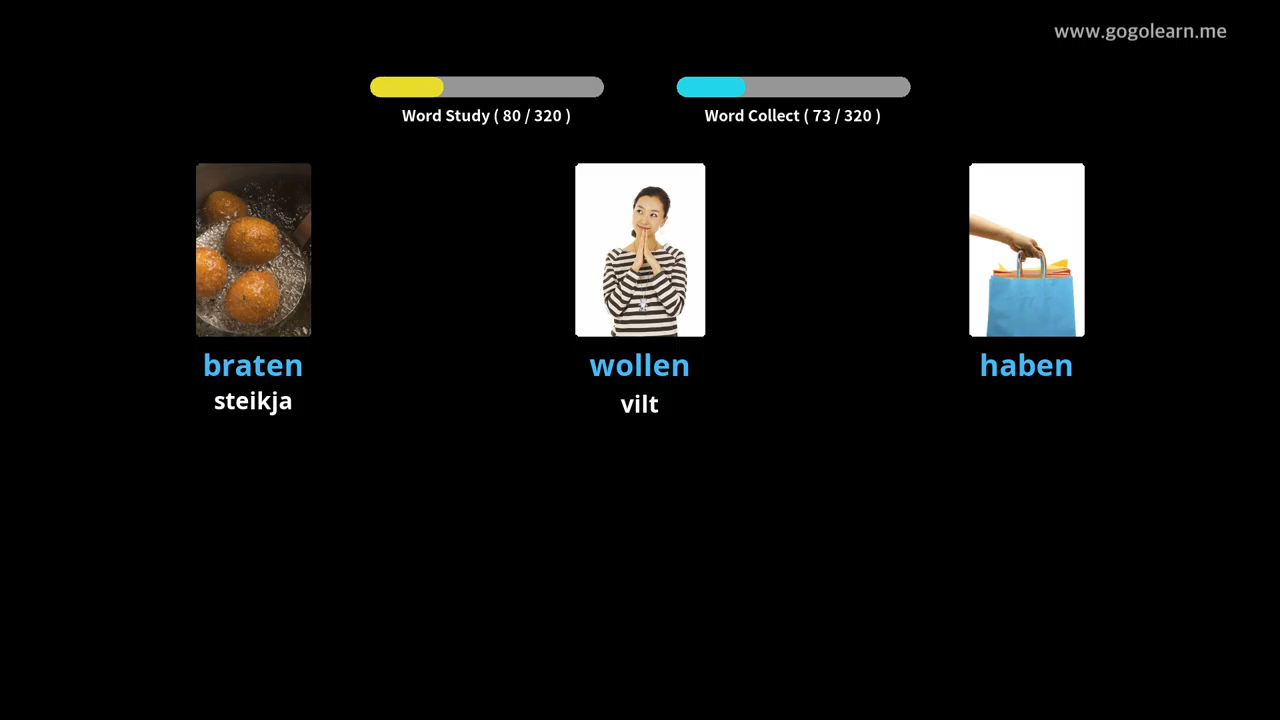 www.gogolearn.me
Word Study ( 80 / 320 )
Word Collect ( 73 / 320 )
braten
wollen
haben
steikja
vilt